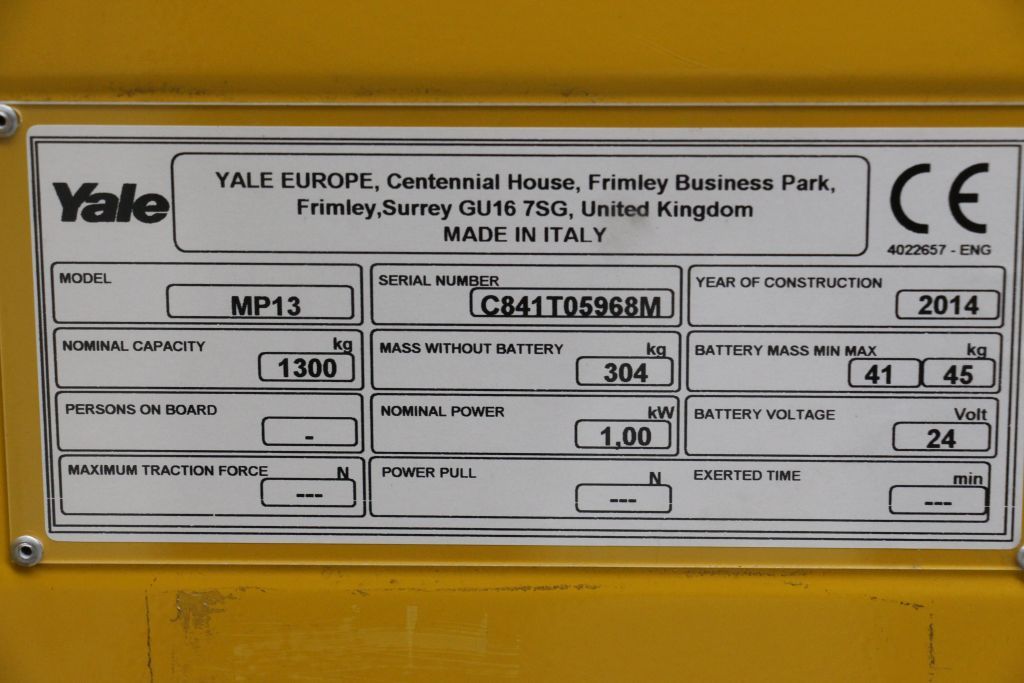 Yale
YALE EUROPE, Centennial House, Frimley Business Park,
Frimley,Surrey GU16 7SG, United Kingdom
MADE IN ITALY
CE
4022657 - ENG
MODEL
MP13
SERIAL NUMBER
C841T05968M
YEAR OF CONSTRUCTION
2014
NOMINAL CAPACITY kg
1300
MASS WITHOUT BATTERY kg
304
BATTERY MASS MIN MAX kg
41 45
PERSONS ON BOARD
-
NOMINAL POWER kW
1,00
BATTERY VOLTAGE Volt
24
MAXIMUM TRACTION FORCE N
---
POWER PULL N
---
EXERTED TIME min
---